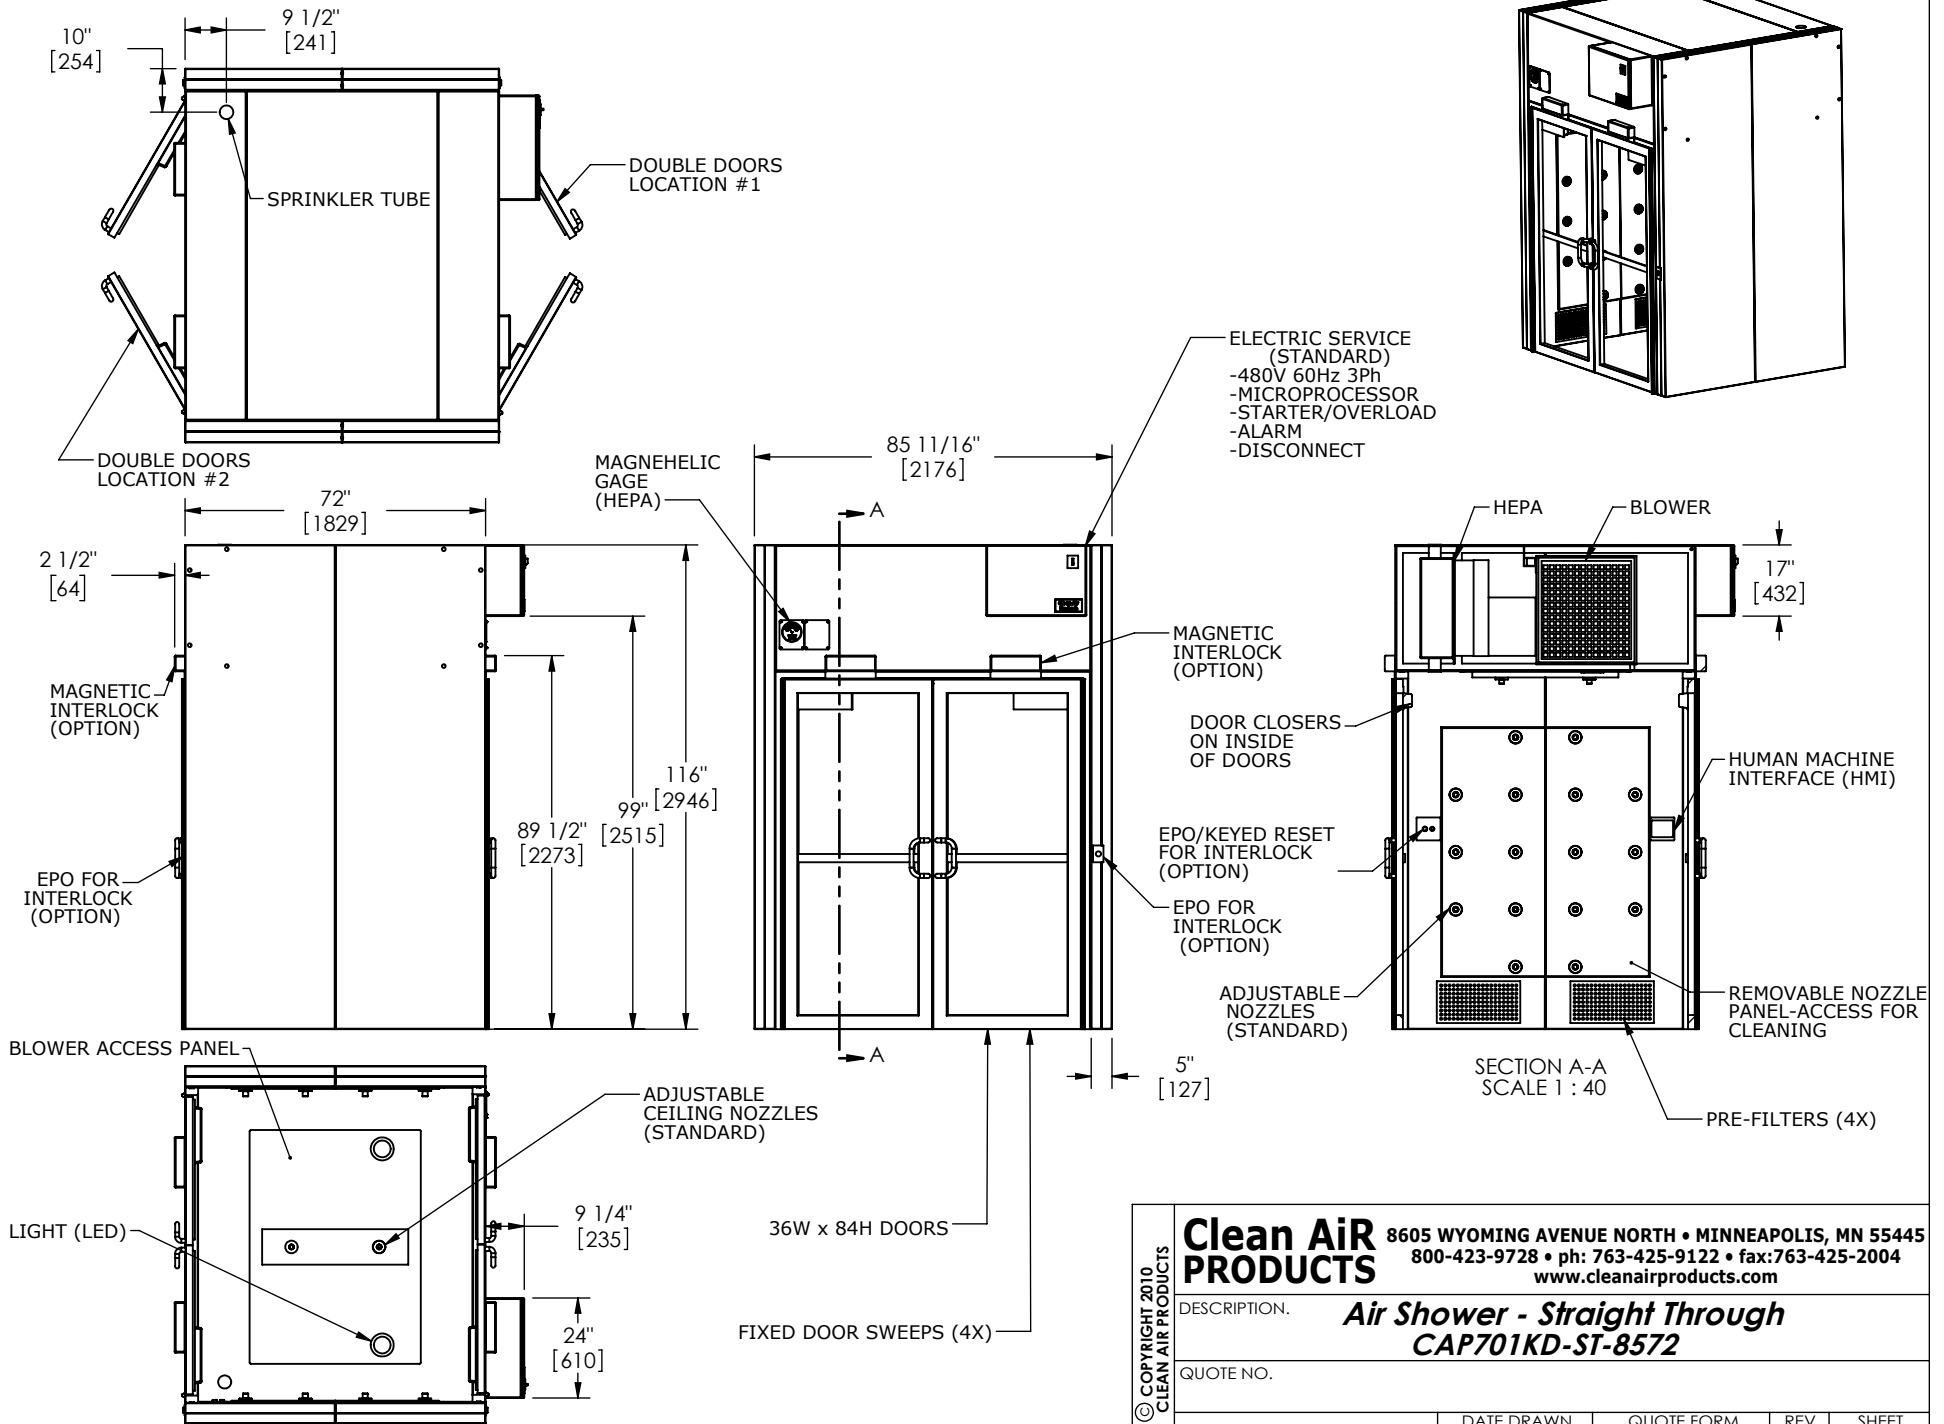 9 1/2"
[241]
10"
[254]
DOUBLE DOORS
LOCATION #1
SPRINKLER TUBE
DOUBLE DOORS
LOCATION #2
ELECTRIC SERVICE
(STANDARD)
-480V 60Hz 3Ph
-MICROPROCESSOR
-STARTER/OVERLOAD
-ALARM
-DISCONNECT
72"
[1829]
2 1/2"
[64]
MAGNETIC
INTERLOCK
(OPTION)
EPO FOR
INTERLOCK
(OPTION)
89 1/2"
[2273]
99"
[2515]
116"
[2946]
MAGNEHELIC
GAGE
(HEPA)
85 11/16"
[2176]
A
A
MAGNETIC
INTERLOCK
(OPTION)
EPO FOR
INTERLOCK
(OPTION)
5"
[127]
36W x 84H DOORS
FIXED DOOR SWEEPS (4X)
HEPA
BLOWER
17"
[432]
DOOR CLOSERS
ON INSIDE
OF DOORS
HUMAN MACHINE
INTERFACE (HMI)
EPO/KEYED RESET
FOR INTERLOCK
(OPTION)
ADJUSTABLE
NOZZLES
(STANDARD)
REMOVABLE NOZZLE
PANEL-ACCESS FOR
CLEANING
SECTION A-A
SCALE 1 : 40
PRE-FILTERS (4X)
BLOWER ACCESS PANEL
ADJUSTABLE
CEILING NOZZLES
(STANDARD)
LIGHT (LED)
9 1/4"
[235]
24"
[610]
© COPYRIGHT 2010
CLEAN AIR PRODUCTS
Clean AiR
PRODUCTS
8605 WYOMING AVENUE NORTH • MINNEAPOLIS, MN 55445
800-423-9728 • ph: 763-425-9122 • fax:763-425-2004
www.cleanairproducts.com
DESCRIPTION.
Air Shower - Straight Through
CAP701KD-ST-8572
QUOTE NO.
DATE DRAWN
QUOTE FORM
REV
SHEET